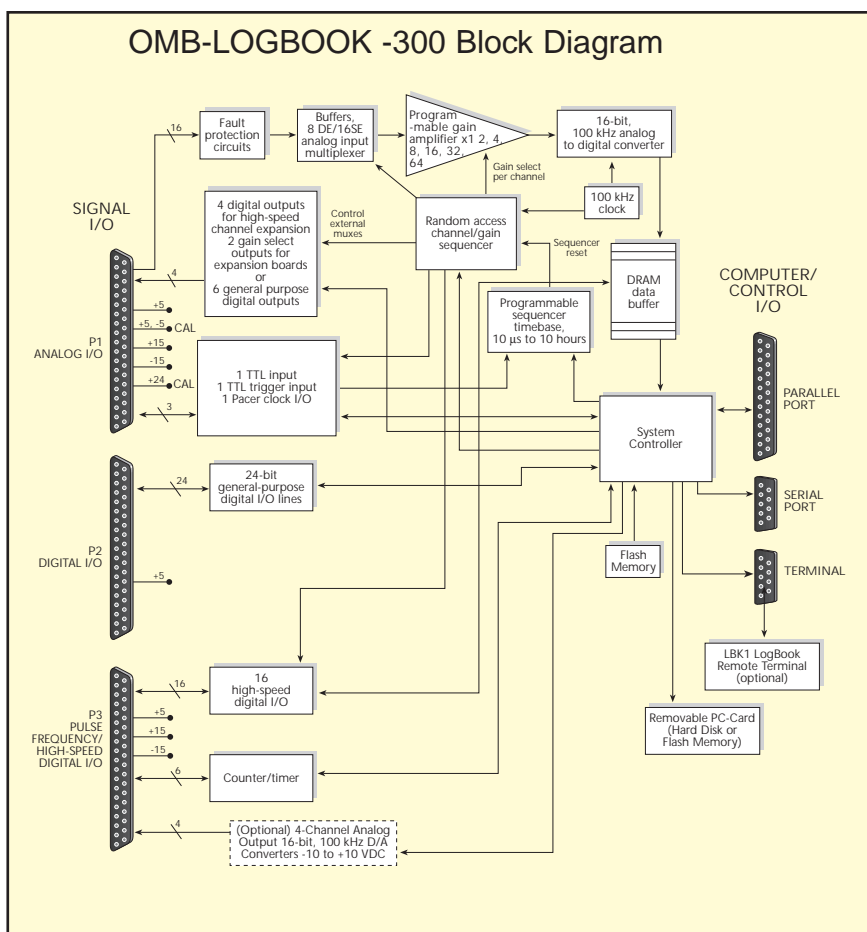 OMB-LOGBOOK -300 Block Diagram
16
Fault
protection
circuits
Buffers,
8 DE/16SE
analog input
multiplexer
Program
-mable gain
amplifier x1 2, 4,
8, 16, 32,
64
16-bit,
100 kHz analog
to digital converter
Gain select
per channel
100 kHz
clock
SIGNAL
I/O
4 digital outputs
for high-speed
channel expansion
2 gain select
outputs for
expansion boards
or
6 general purpose
digital outputs
Control
external
muxes
Random access
channel/gain
sequencer
Sequencer
reset
DRAM
data
buffer
COMPUTER/
CONTROL
I/O
4
+5
+5, -5
CAL
+15
-15
+24
CAL
3
P1
ANALOG I/O
Programmable
sequencer
timebase,
10 µs to 10 hours
1 TTL input
1 TTL trigger input
1 Pacer clock I/O
System
Controller
PARALLEL
PORT
24
24-bit
general-purpose
digital I/O lines
SERIAL
PORT
P2
DIGITAL I/O
+5
Flash
Memory
TERMINAL
LBK1 LogBook
Remote Terminal
(optional)
16
16
high-speed
digital I/O
P3
PULSE
FREQUENCY/
HIGH-SPEED
DIGITAL I/O
+5
+15
-15
Removable PC-Card
(Hard Disk or
Flash Memory)
6
Counter/timer
4
(Optional) 4-Channel Analog
Output 16-bit, 100 kHz D/A
Converters -10 to +10 VDC